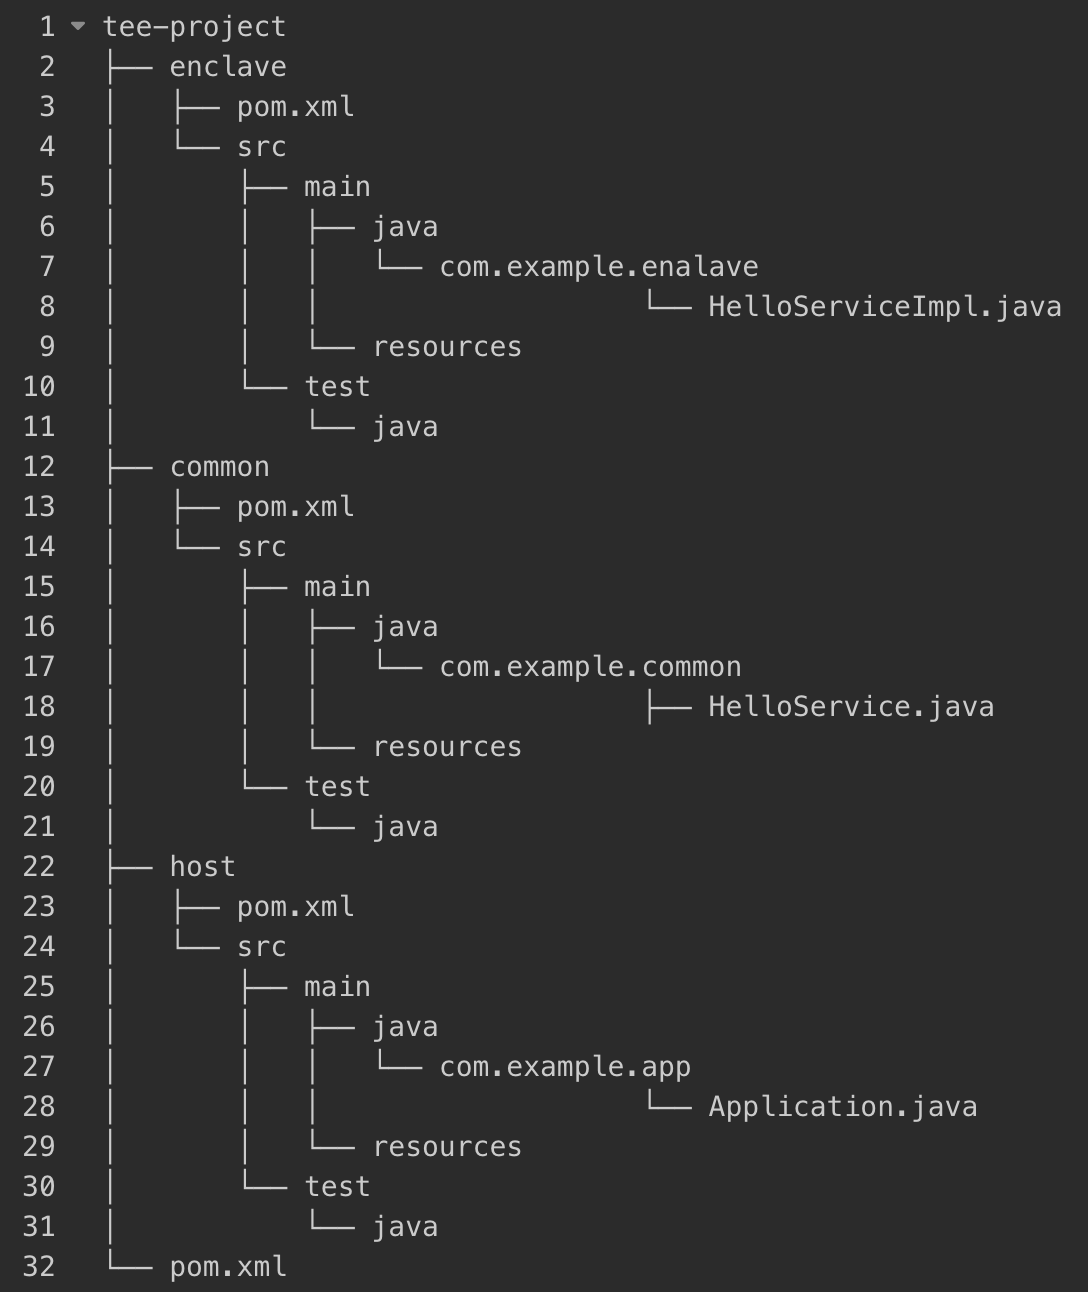 1 tee-project
2 ├── enclave
3 │   ├── pom.xml
4 │   └── src
5 │       ├── main
6 │       │   ├── java
7 │       │   │   └── com.example.enalave
8 │       │   │                   └── HelloServiceImpl.java
9 │       │   └── resources
10 │       └── test
11 │           └── java
12 ├── common
13 │   ├── pom.xml
14 │   └── src
15 │       ├── main
16 │       │   ├── java
17 │       │   │   └── com.example.common
18 │       │   │                   ├── HelloService.java
19 │       │   └── resources
20 │       └── test
21 │           └── java
22 ├── host
23 │   ├── pom.xml
24 │   └── src
25 │       ├── main
26 │       │   ├── java
27 │       │   │   └── com.example.app
28 │       │   │                   └── Application.java
29 │       │   └── resources
30 │       └── test
31 │           └── java
32 └── pom.xml